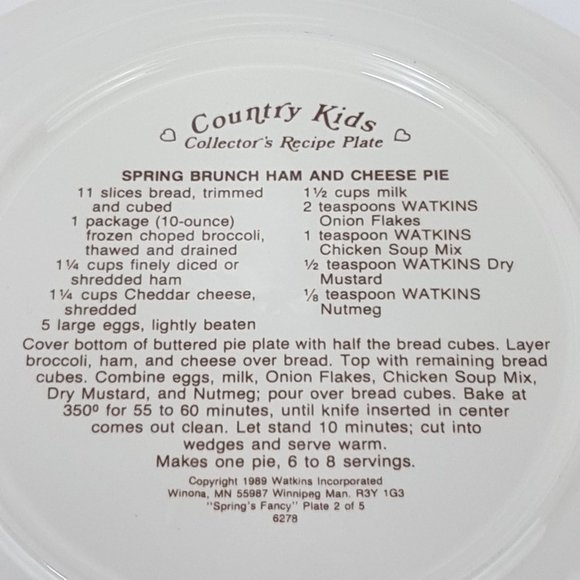 Country Kids
Collector's Recipe Plate
SPRING BRUNCH HAM AND CHEESE PIE
11 slices bread, trimmed
and cubed
1 package (10-ounce)
frozen choped broccoli,
thawed and drained
1¼ cups finely diced or
shredded ham
1¼ cups Cheddar cheese,
shredded
5 large eggs, lightly beaten
1½ cups milk
2 teaspoons WATKINS
Onion Flakes
1 teaspoon WATKINS
Chicken Soup Mix
½ teaspoon WATKINS Dry
Mustard
⅛ teaspoon WATKINS
Nutmeg
Cover bottom of buttered pie plate with half the bread cubes. Layer
broccoli, ham, and cheese over bread. Top with remaining bread
cubes. Combine eggs, milk, Onion Flakes, Chicken Soup Mix,
Dry Mustard, and Nutmeg; pour over bread cubes. Bake at
350º for 55 to 60 minutes, until knife inserted in center
comes out clean. Let stand 10 minutes; cut into
wedges and serve warm.
Makes one pie, 6 to 8 servings.
Copyright 1989 Watkins Incorporated
Winona, MN 55987 Winnipeg Man. R3Y 1G3
"Spring's Fancy" Plate 2 of 5
6278